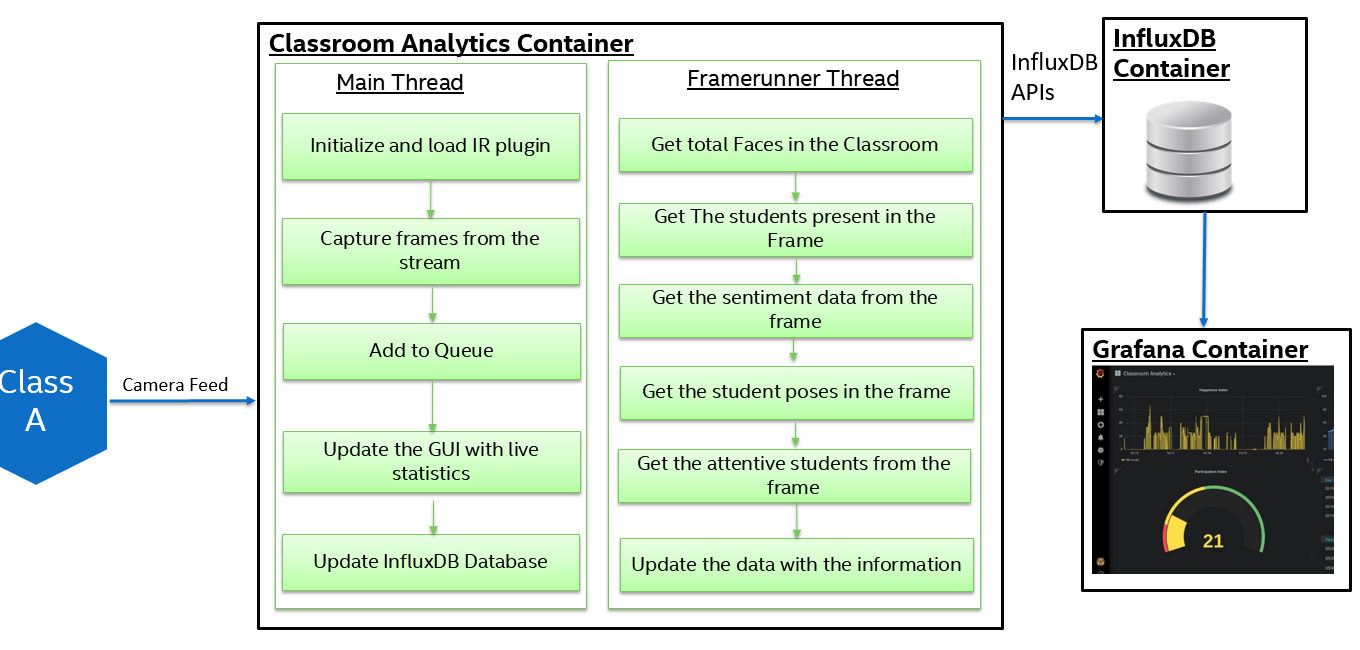 Classroom Analytics Container
Main Thread
Initialize and load IR plugin
Capture frames from the
stream
Add to Queue
Update the GUI with live
statistics
Update InfluxDB Database
Framerunner Thread
Get total Faces in the Classroom
Get The students present in the
Frame
Get the sentiment data from the
frame
Get the student poses in the frame
Get the attentive students from the
frame
Update the data with the information
Class
A
Camera Feed
InfluxDB
APIs
InfluxDB
Container
Grafana Container
Classroom Analytics
Happiness Index
Participation Index
21